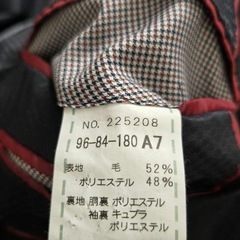 NO. 225208
96-84-180 A7
表地 毛 52%
ポリエステル 48%
裏地 胴裏 ポリエステル
袖裏 キュプラ
ポリエステル